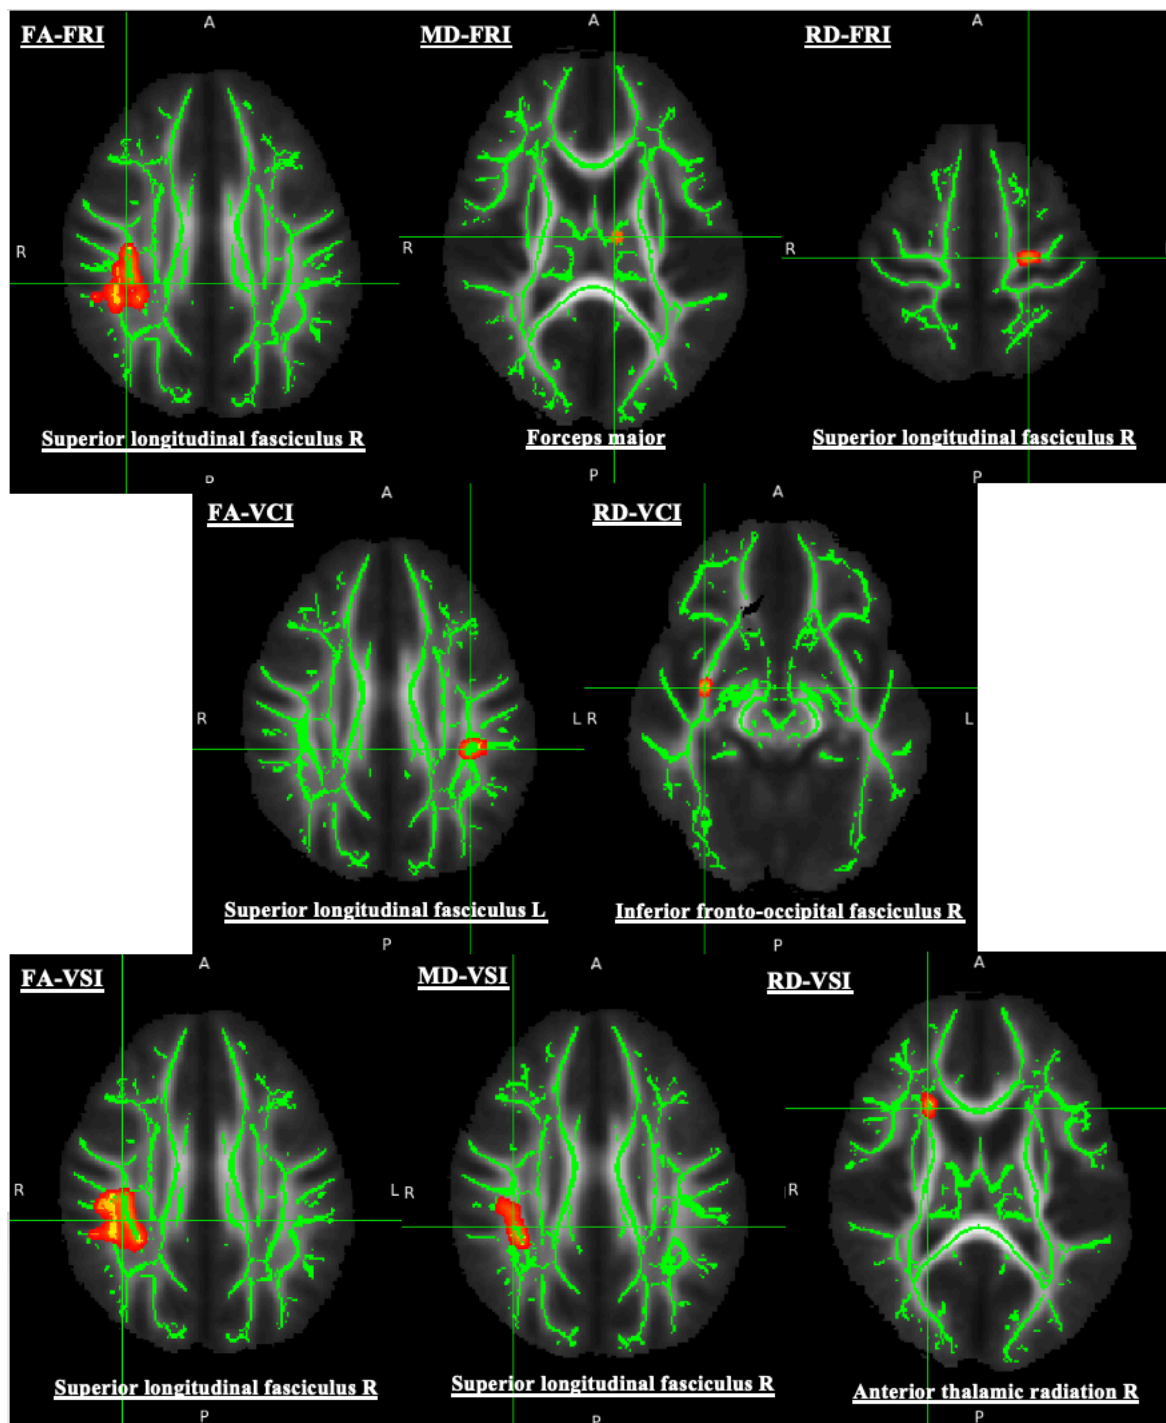 FA-FRI
A
R
Superior longitudinal fasciculus R
P
MD-FRI
A
R
Forceps major
P
RD-FRI
A
R
Superior longitudinal fasciculus R
P
FA-VCI
A
R
L
Superior longitudinal fasciculus L
P
RD-VCI
A
R
L
Inferior fronto-occipital fasciculus R
P
FA-VSI
A
R
L
Superior longitudinal fasciculus R
P
MD-VSI
A
R
Superior longitudinal fasciculus R
P
RD-VSI
A
R
Anterior thalamic radiation R
P